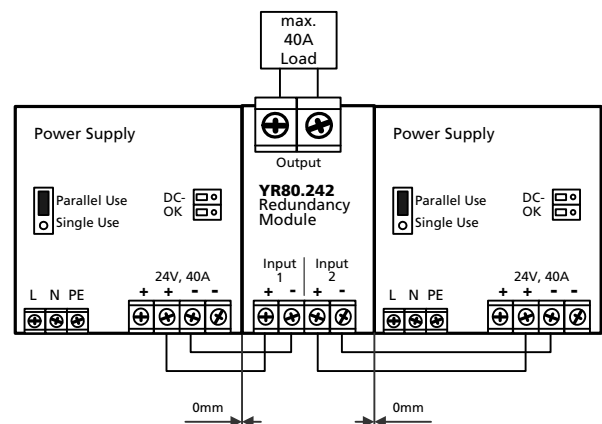 max.
40A
Load
Power Supply
Parallel Use
Single Use
DC-
OK
24V, 40A
+ + - -
L N PE
Output
YR80.242
Redundancy
Module
Input
1
Input
2
+ - + -
Power Supply
Parallel Use
Single Use
DC-
OK
24V, 40A
+ + - -
L N PE
0mm
0mm